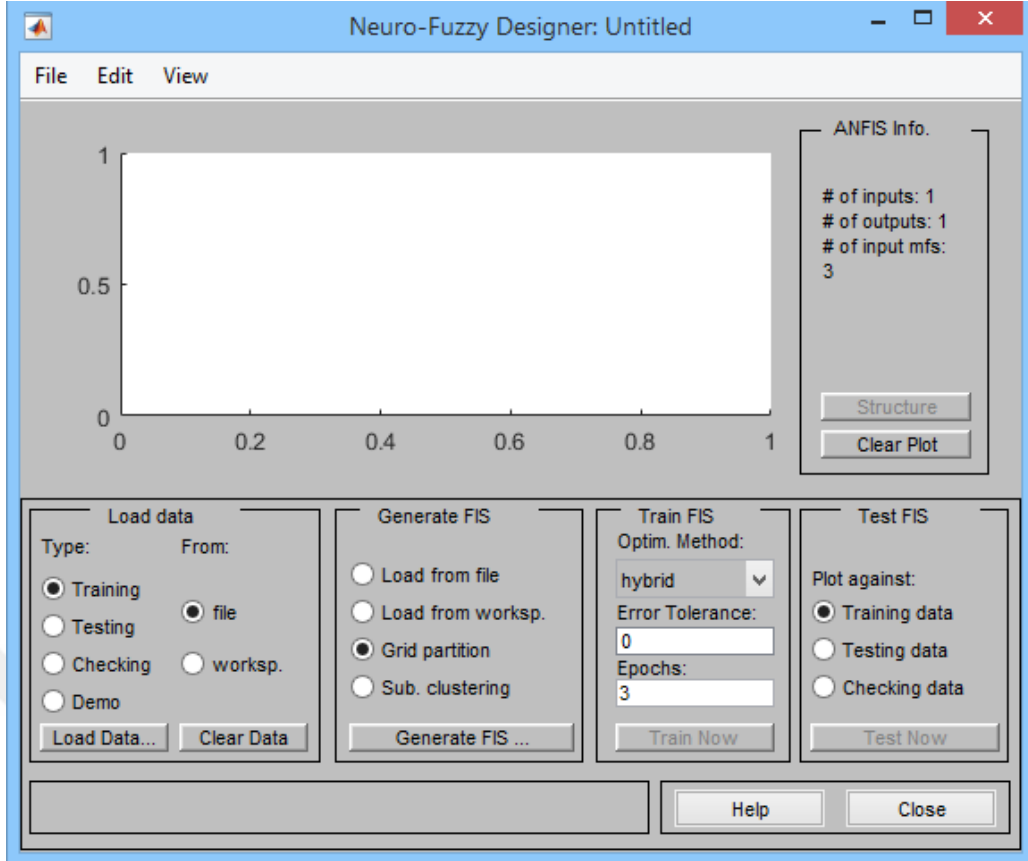 Neuro-Fuzzy Designer: Untitled
File Edit View
1
0.5
0
0 0.2 0.4 0.6 0.8 1
ANFIS Info.
# of inputs: 1
# of outputs: 1
# of input mfs:
3
Structure
Clear Plot
Load data
Type: From:
Training
Testing
Checking
Demo
file
worksp.
Load Data... Clear Data
Generate FIS
Load from file
Load from worksp.
Grid partition
Sub. clustering
Generate FIS ...
Train FIS
Optim. Method:
hybrid
Error Tolerance:
0
Epochs:
3
Train Now
Test FIS
Plot against:
Training data
Testing data
Checking data
Test Now
Help Close